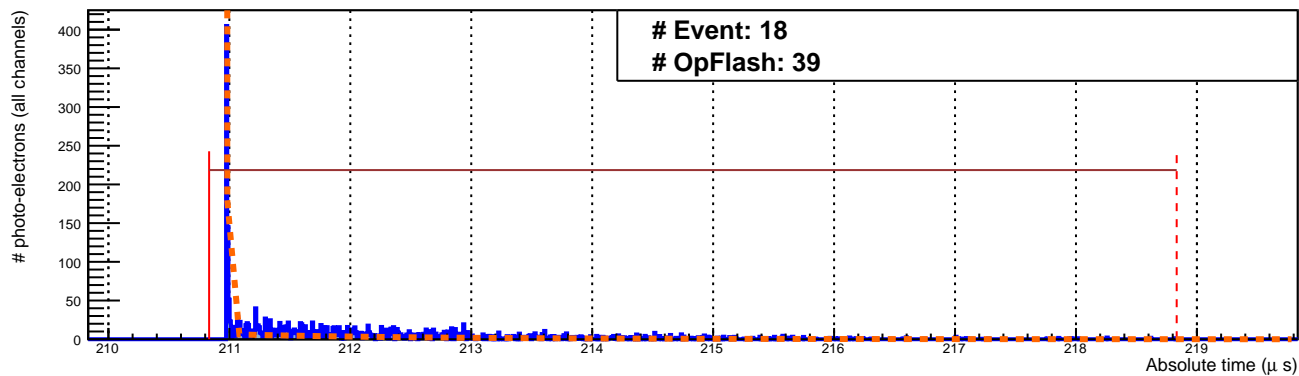 # Event: 18
# OpFlash: 39
# photo-electrons (all channels)
400
350
300
250
200
150
100
50
0
210 211 212 213 214 215 216 217 218 219
Absolute time (μ s)